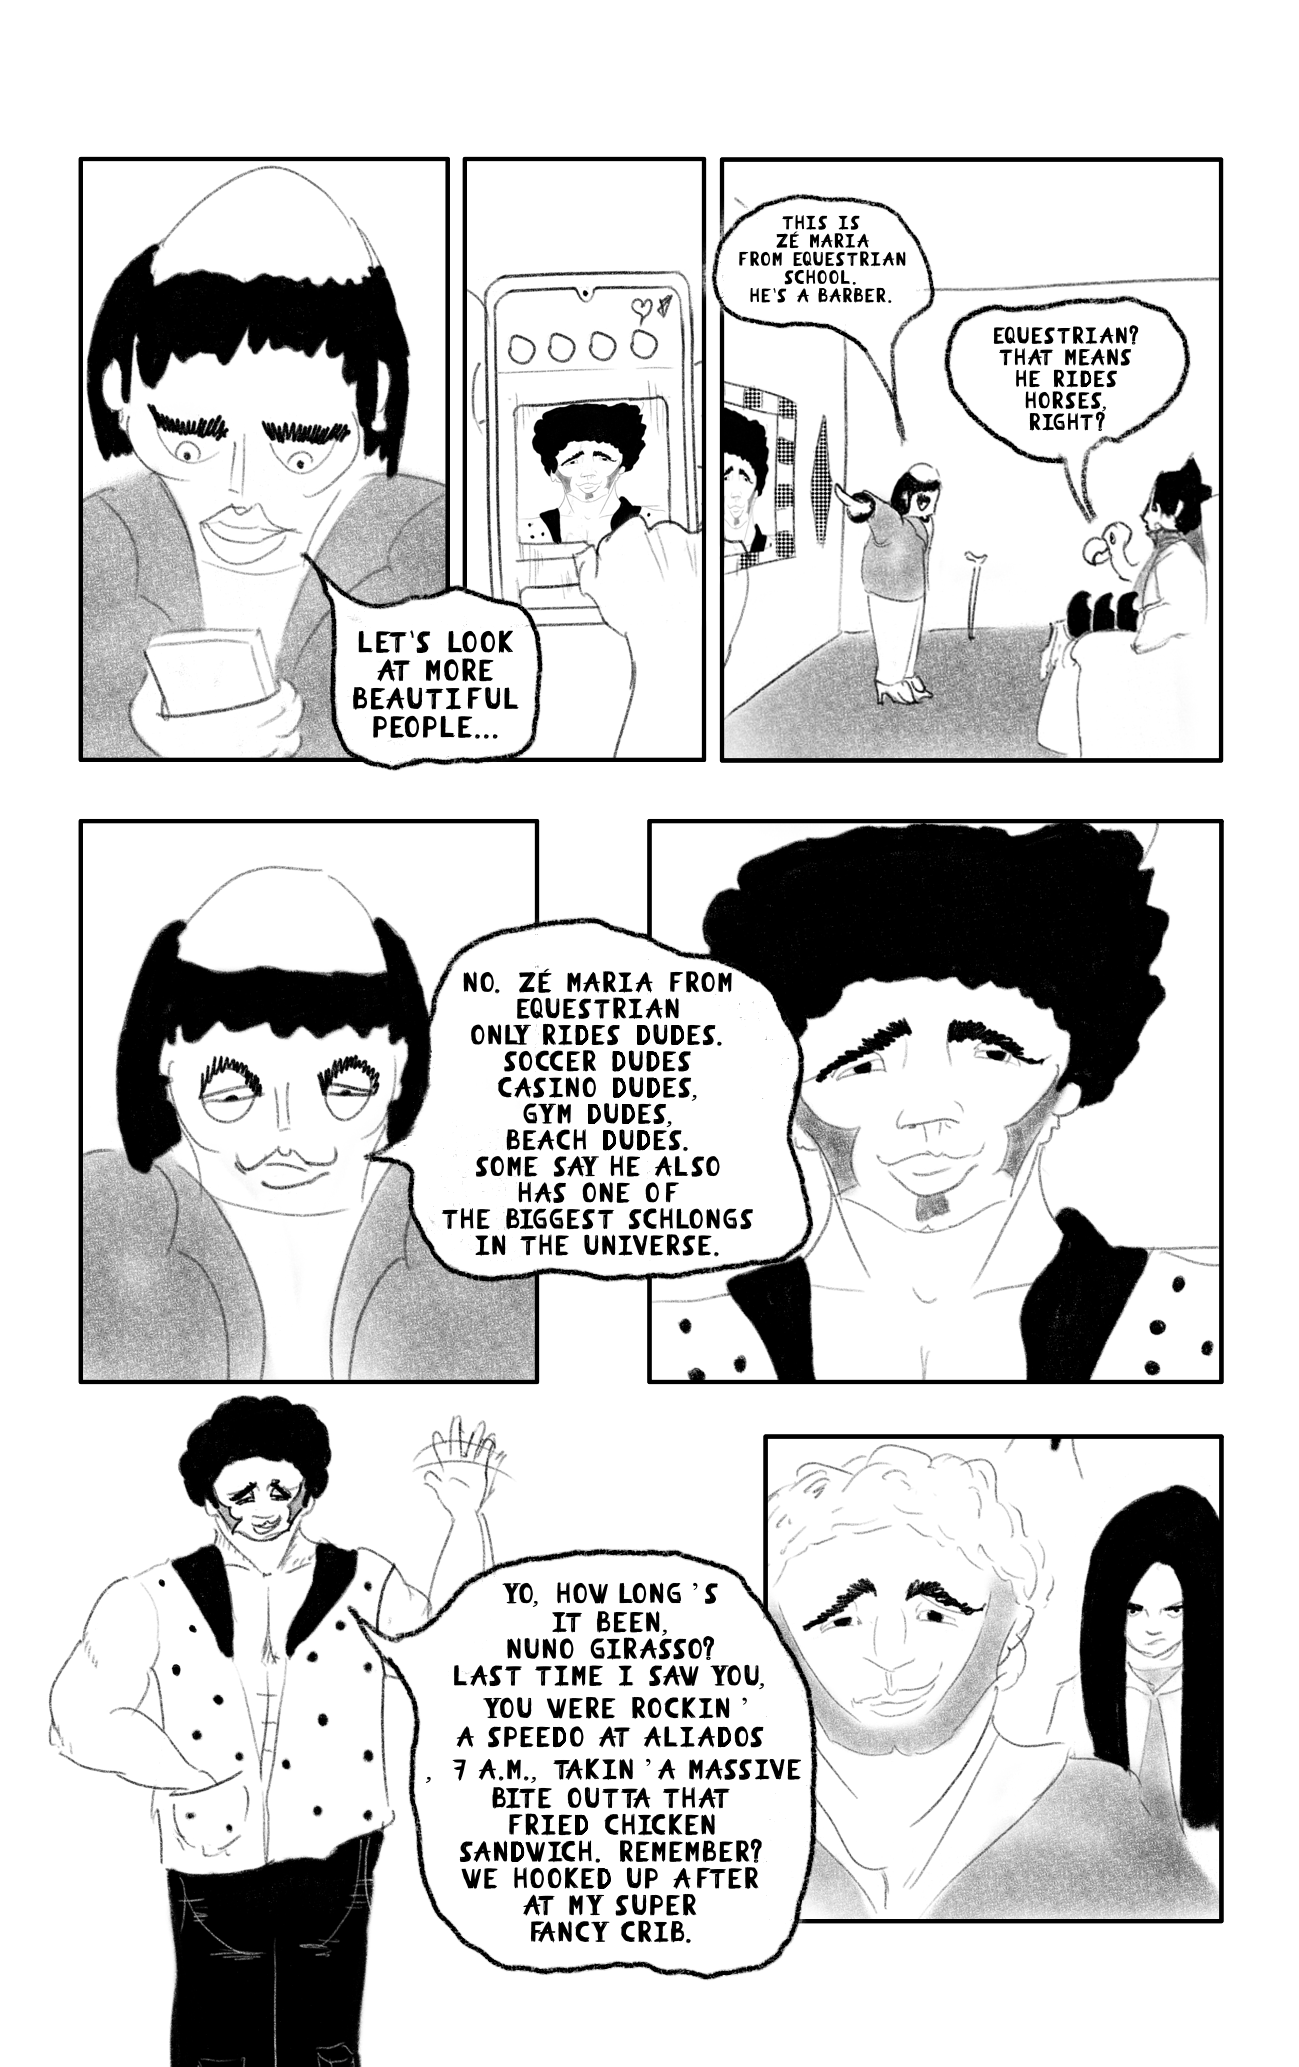 LET'S LOOK
AT MORE
BEAUTIFUL
PEOPLE...
THIS IS
ZÉ MARIA
FROM EQUESTRIAN
SCHOOL.
HE'S A BARBER.
EQUESTRIAN?
THAT MEANS
HE RIDES
HORSES,
RIGHT?
NO. ZÉ MARIA FROM
EQUESTRIAN
ONLY RIDES DUDES.
SOCCER DUDES
CASINO DUDES,
GYM DUDES,
BEACH DUDES.
SOME SAY HE ALSO
HAS ONE OF
THE BIGGEST SCHLONGS
IN THE UNIVERSE.
YO, HOW LONG 'S
IT BEEN,
NUNO GIRASSO?
LAST TIME I SAW YOU,
YOU WERE ROCKIN '
A SPEEDO AT ALIADOS
, 7 A.M., TAKIN 'A MASSIVE
BITE OUTTA THAT
FRIED CHICKEN
SANDWICH. REMEMBER?
WE HOOKED UP AFTER
AT MY SUPER
FANCY CRIB.